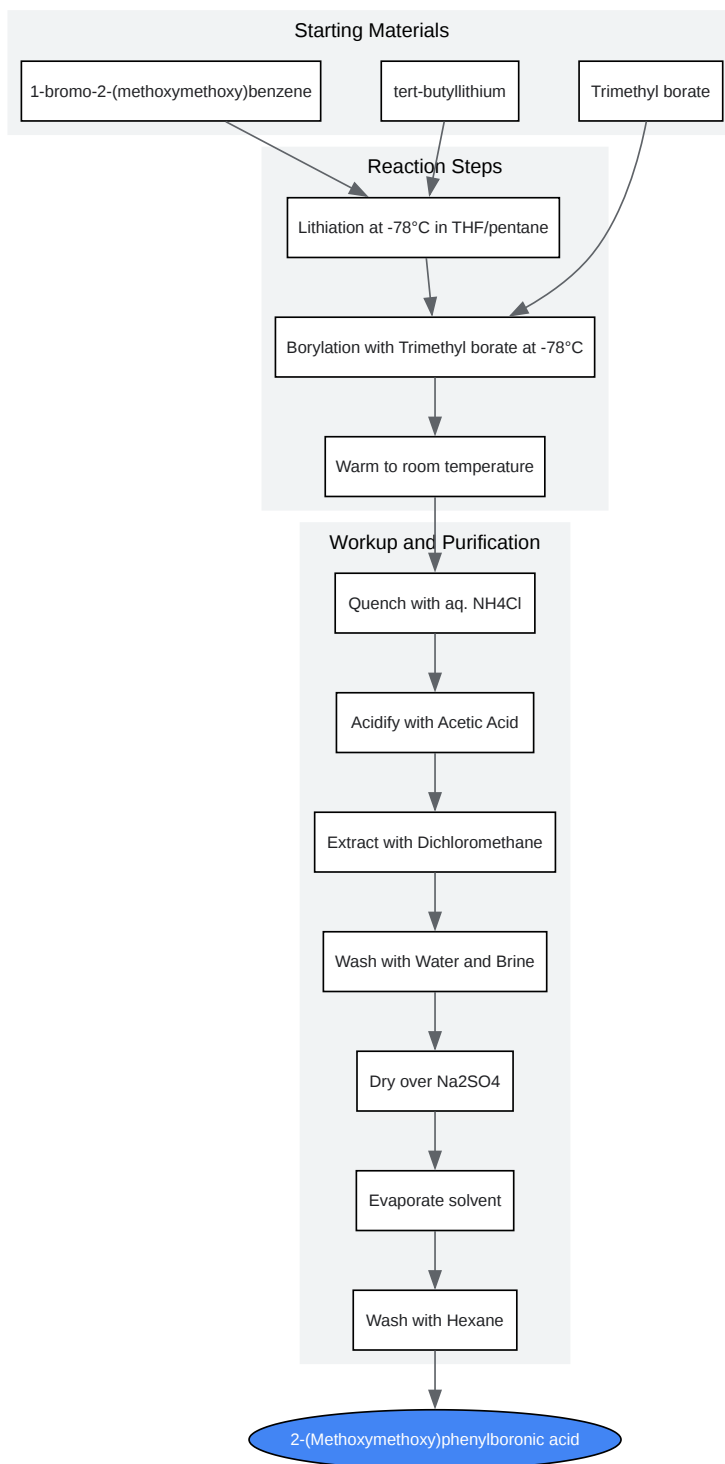 Starting Materials
1-bromo-2-(methoxymethoxy)benzene
tert-butyllithium
Trimethyl borate
Reaction Steps
Lithiation at -78°C in THF/pentane
Borylation with Trimethyl borate at -78°C
Warm to room temperature
Workup and Purification
Quench with aq. NH4Cl
Acidify with Acetic Acid
Extract with Dichloromethane
Wash with Water and Brine
Dry over Na2SO4
Evaporate solvent
Wash with Hexane
2-(Methoxymethoxy)phenylboronic acid